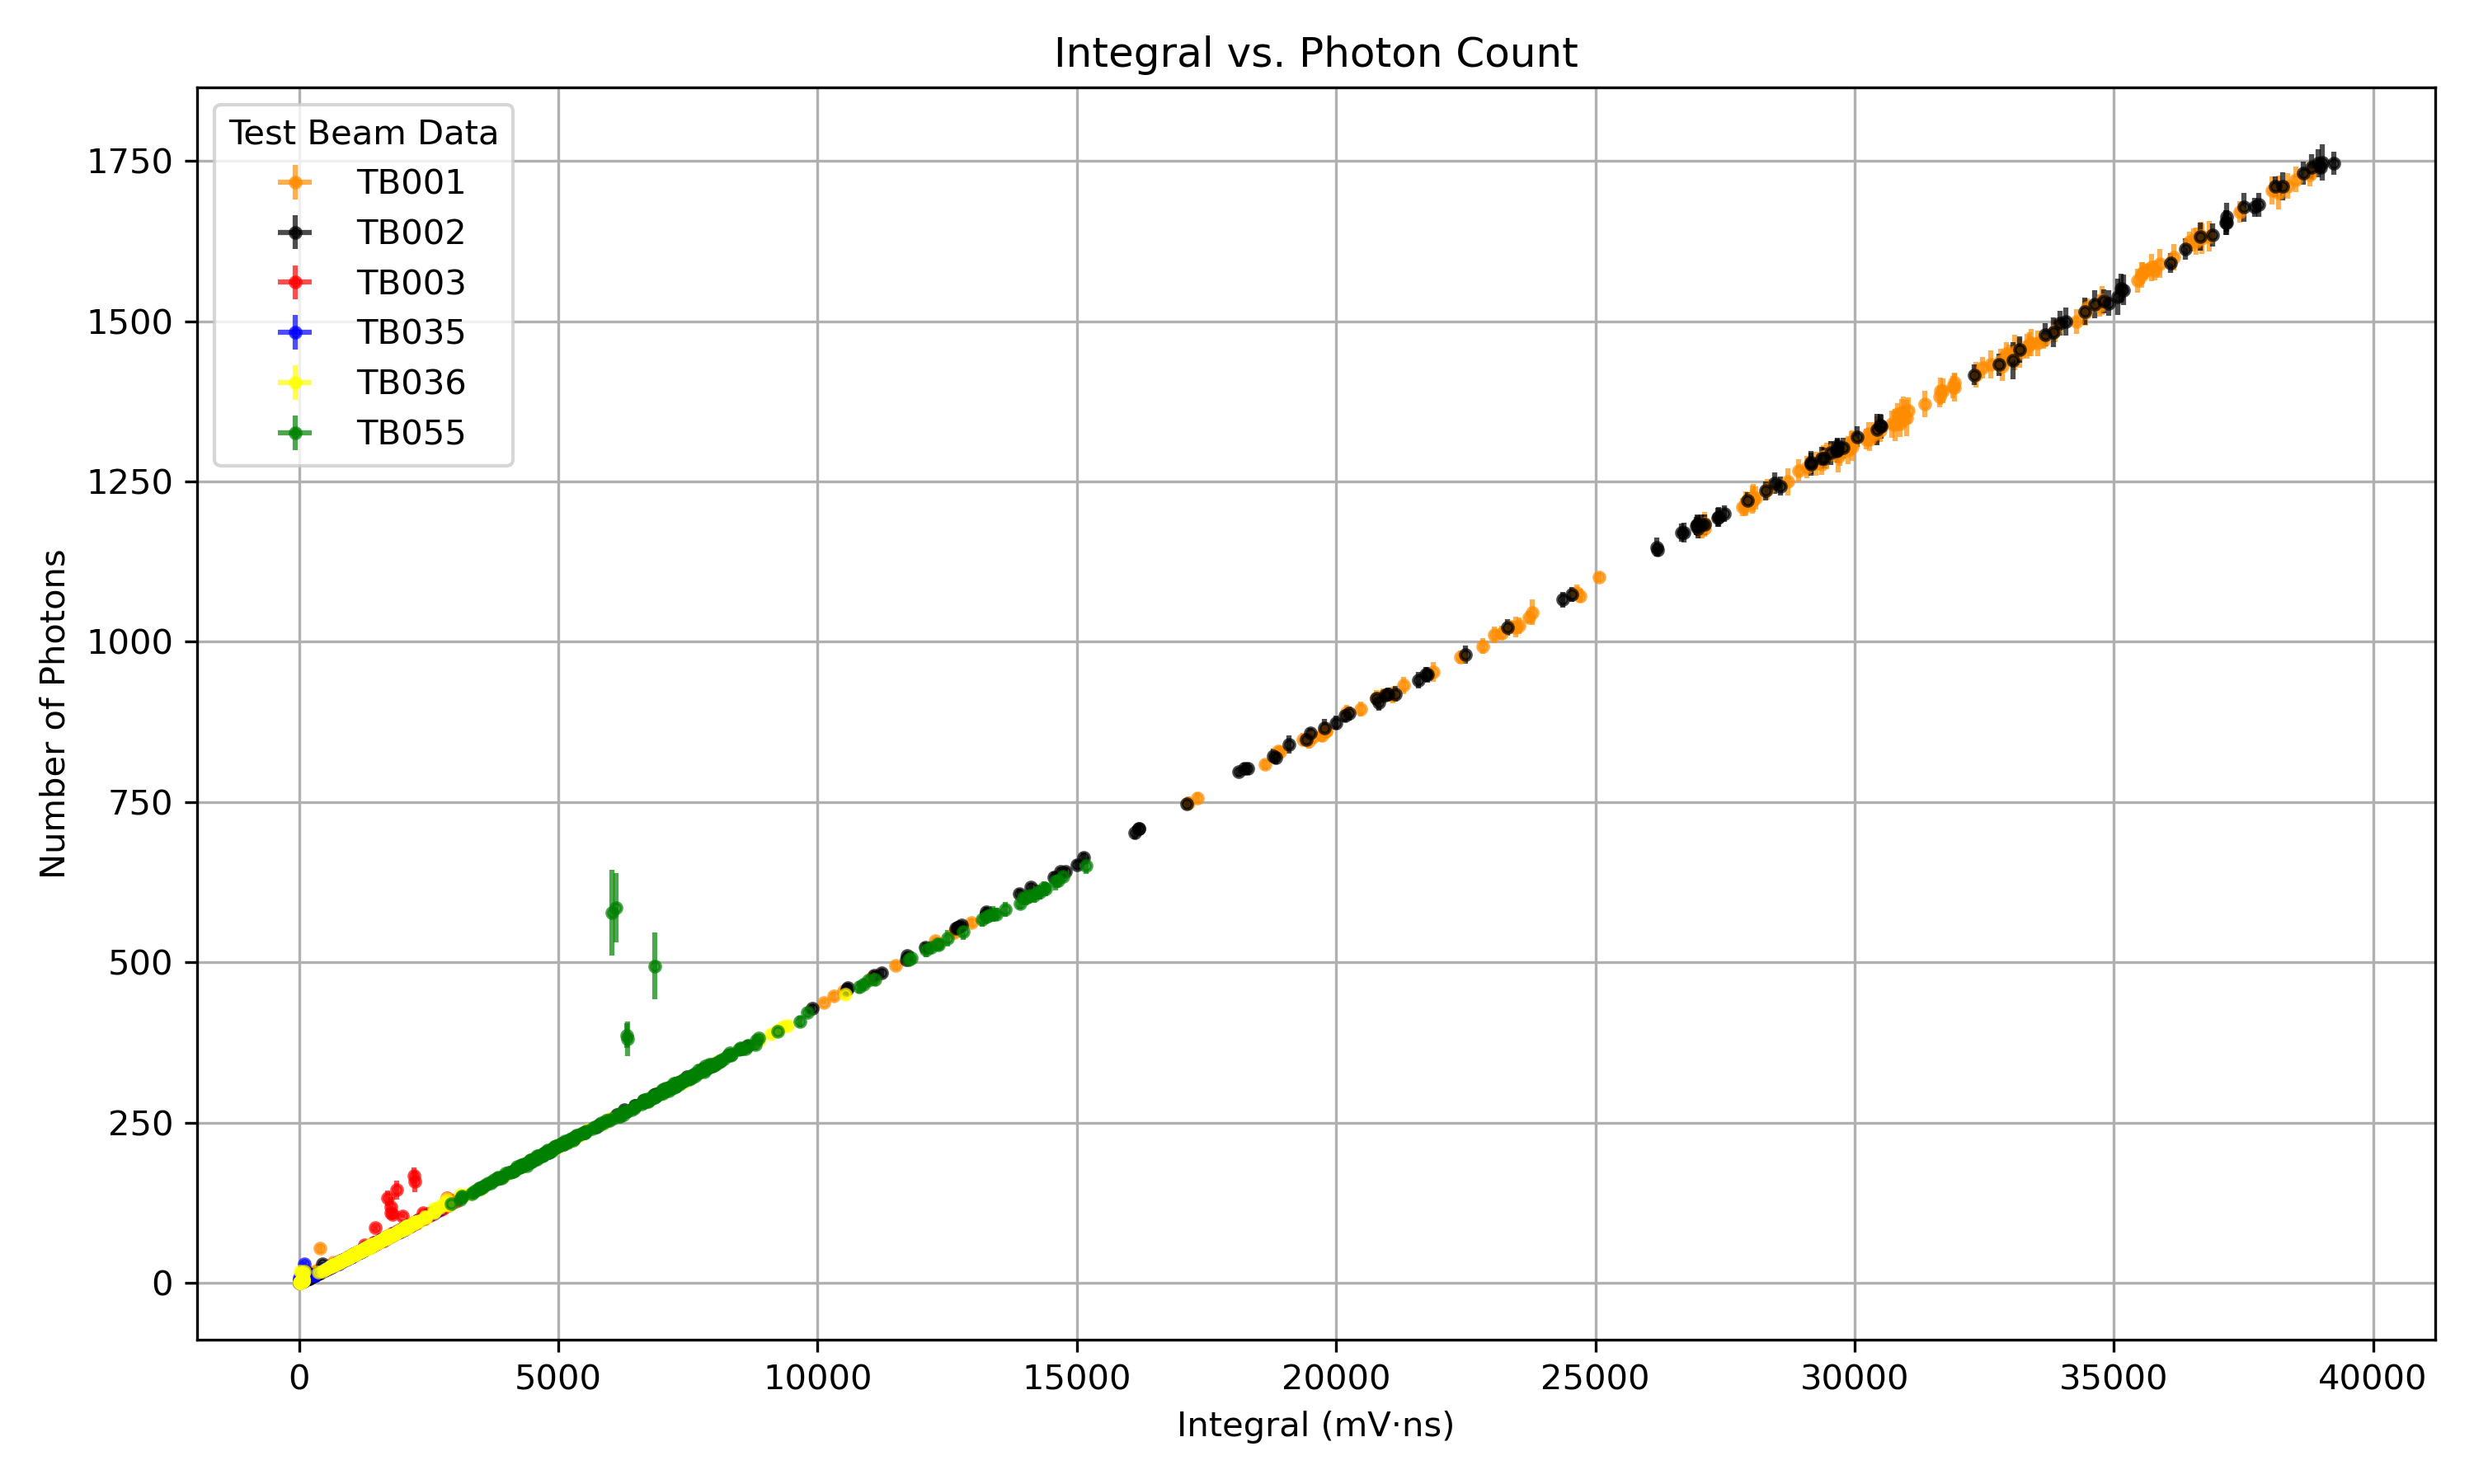 Integral vs. Photon Count
Test Beam Data
TB001
TB002
TB003
TB035
TB036
TB055
Number of Photons
1750
1500
1250
1000
750
500
250
0
0 5000 10000 15000 20000 25000 30000 35000 40000
Integral (mV·ns)